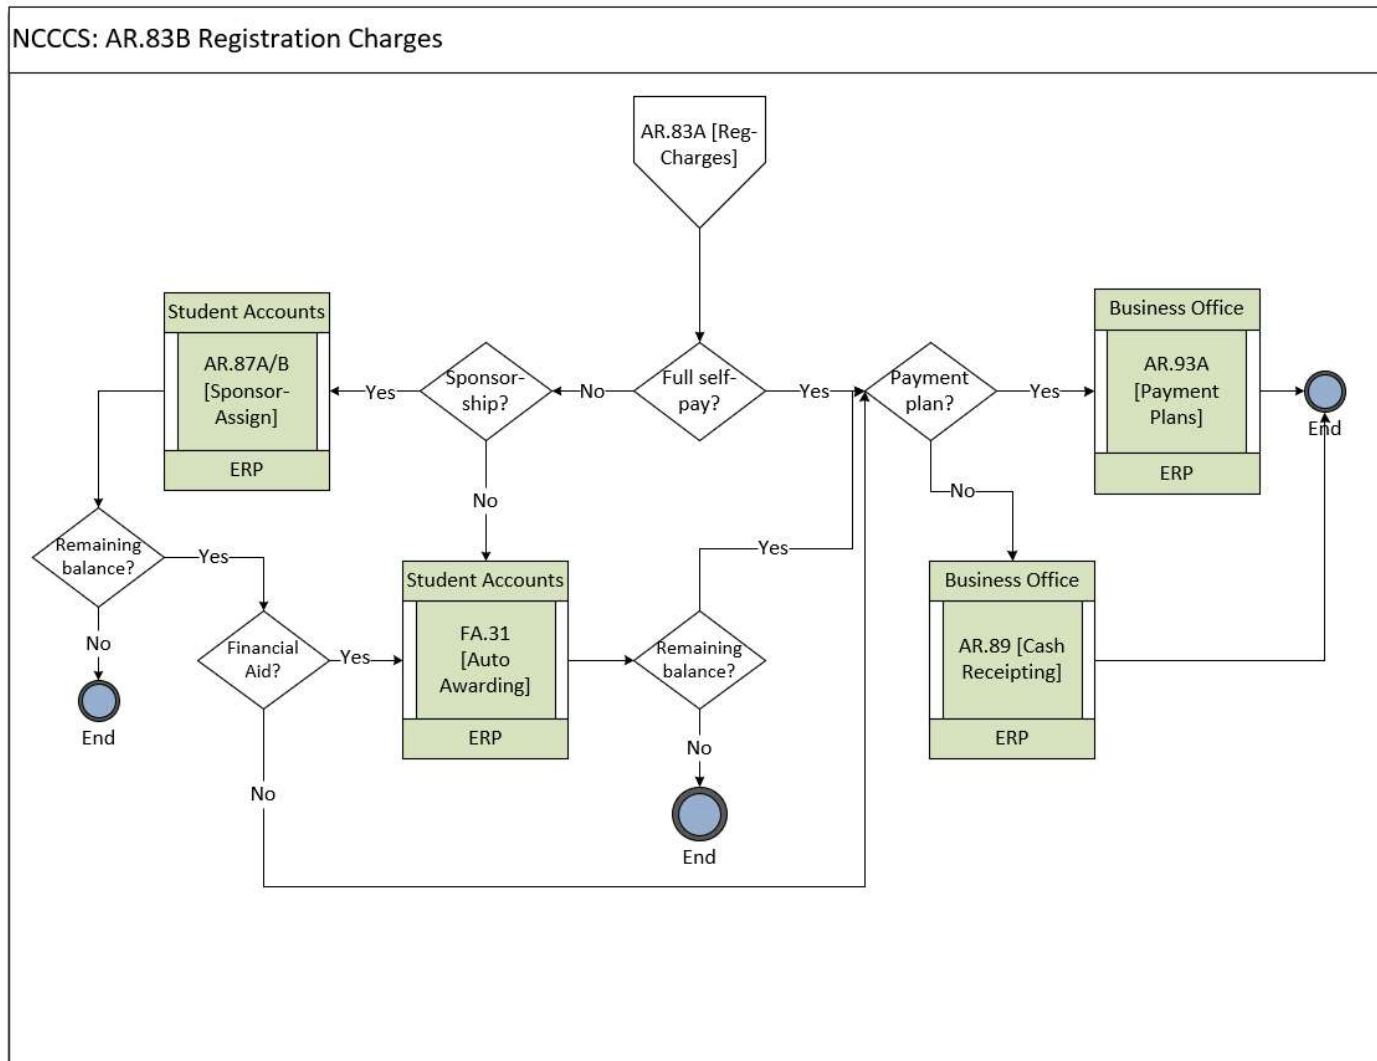 NCCCS: AR.83B Registration Charges
AR.83A [Reg-
Charges]
Student Accounts
AR.87A/B
[Sponsor-
Assign]
ERP
Yes
Sponsor-
ship?
No
Full self-
pay?
Yes
Payment
plan?
Yes
Business Office
AR.93A
[Payment
Plans]
ERP
End
No
No
Remaining
balance?
Yes
No
End
Financial
Aid?
Yes
Student Accounts
FA.31
[Auto
Awarding]
ERP
Remaining
balance?
Yes
No
End
Business Office
AR.89 [Cash
Receipting]
ERP
No